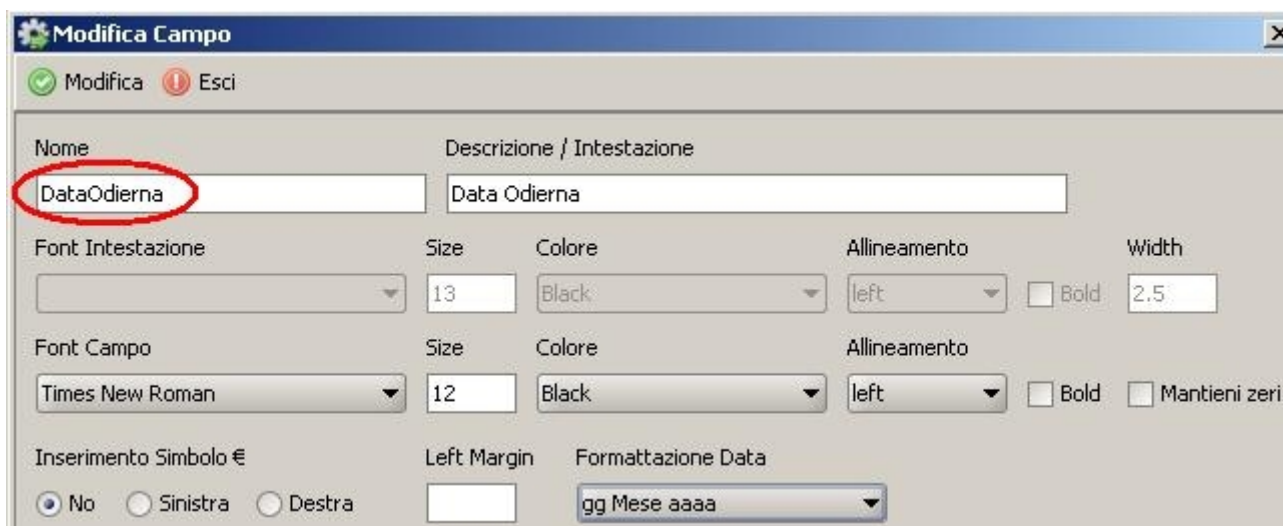 Modifica Campo
Modifica Esci
Nome Descrizione / Intestazione
DataOdierna Data Odierna
Font Intestazione Size Colore Allineamento Width
13 Black left Bold 2.5
Font Campo Size Colore Allineamento
Times New Roman 12 Black left Bold Mantieni zeri
Inserimento Simbolo € Left Margin Formattazione Data
No Sinistra Destra gg Mese aaaa